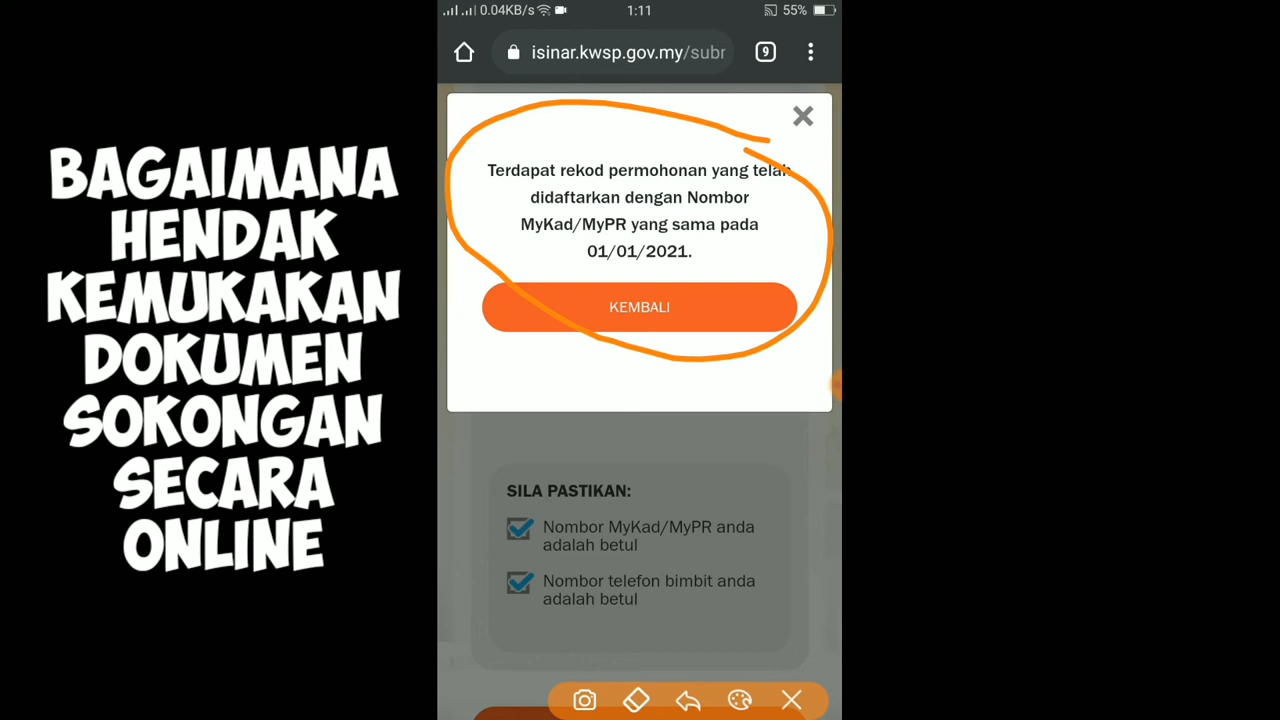 BAGAIMANA
HENDAK
KEMUKAKAN
DOKUMEN
SOKONGAN
SECARA
ONLINE
0.04KB/s
1:11
55%
isinar.kwsp.gov.my/subr
9
Terdapat rekod permohonan yang telah
didaftarkan dengan Nombor
MyKad/MyPR yang sama pada
01/01/2021.
KEMBALI
SILA PASTIKAN:
Nombor MyKad/MyPR anda
adalah betul
Nombor telefon bimbit anda
adalah betul